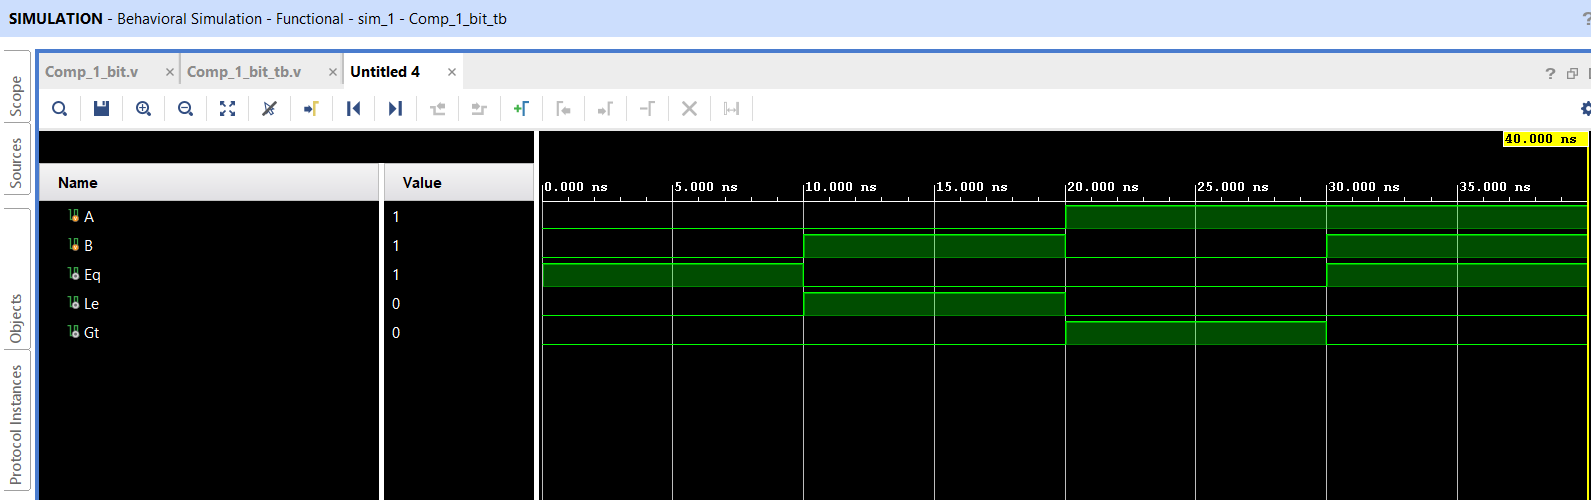 SIMULATION - Behavioral Simulation - Functional - sim_1 - Comp_1_bit_tb ?
Comp_1_bit.v × Comp_1_bit_tb.v × Untitled 4 × ?
40.000 ns
Name Value 0.000 ns 5.000 ns 10.000 ns 15.000 ns 20.000 ns 25.000 ns 30.000 ns 35.000 ns
A 1
B 1
Eq 1
Le 0
Gt 0
Scope
Sources
Objects
Protocol Instances